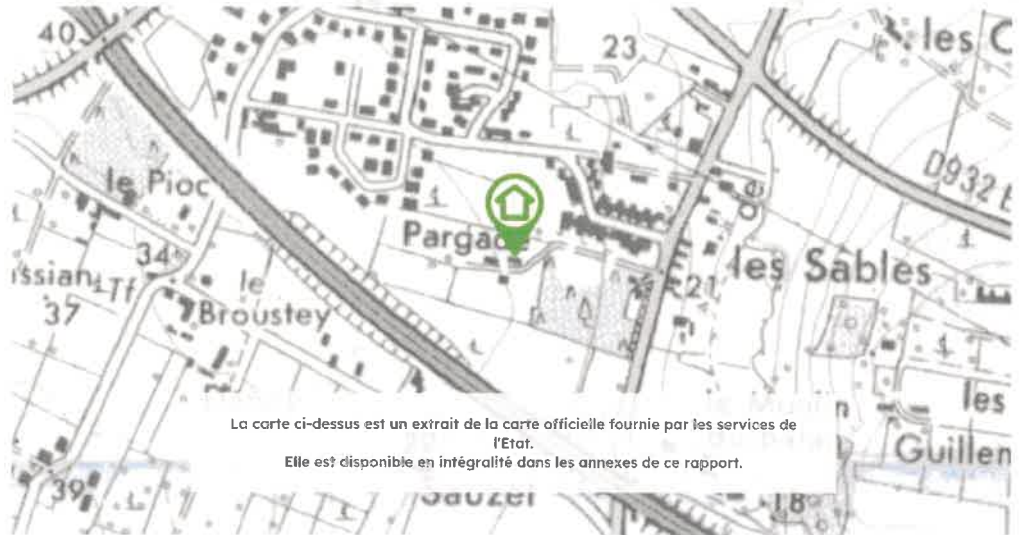 40
23
les C
D932 E
le Pioc
Pargade
les Sables
34
ssian
Tf
le
21
37
Broustey
les
La carte ci-dessus est un extrait de la carte officielle fournie par les services de
l'Etat.
Elle est disponible en intégralité dans les annexes de ce rapport.
Guillen
39
Sauzet
18